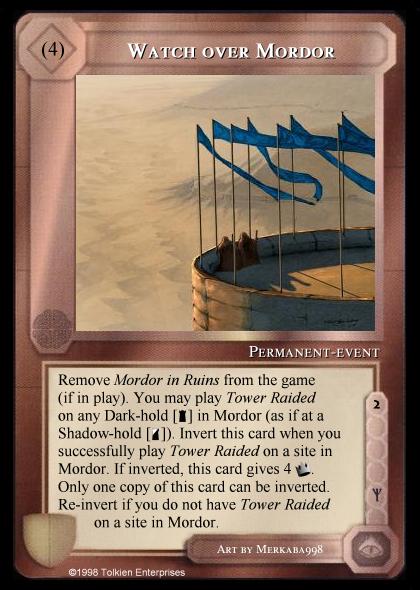 (4)
WATCH OVER MORDOR
PERMANENT-EVENT
Remove Mordor in Ruins from the game
(if in play). You may play Tower Raided
on any Dark-hold [ ] in Mordor (as if at a
Shadow-hold [ ]). Invert this card when you
successfully play Tower Raided on a site in
Mordor. If inverted, this card gives 4 .
Only one copy of this card can be inverted.
Re-invert if you do not have Tower Raided
on a site in Mordor.
2
ART BY MERKABA998
©1998 Tolkien Enterprises